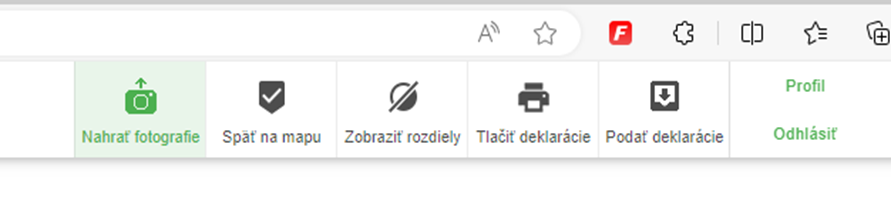 A
F
Nahrať fotografie
Späť na mapu
Zobraziť rozdiely
Tlačiť deklarácie
Podať deklarácie
Profil
Odhlásiť